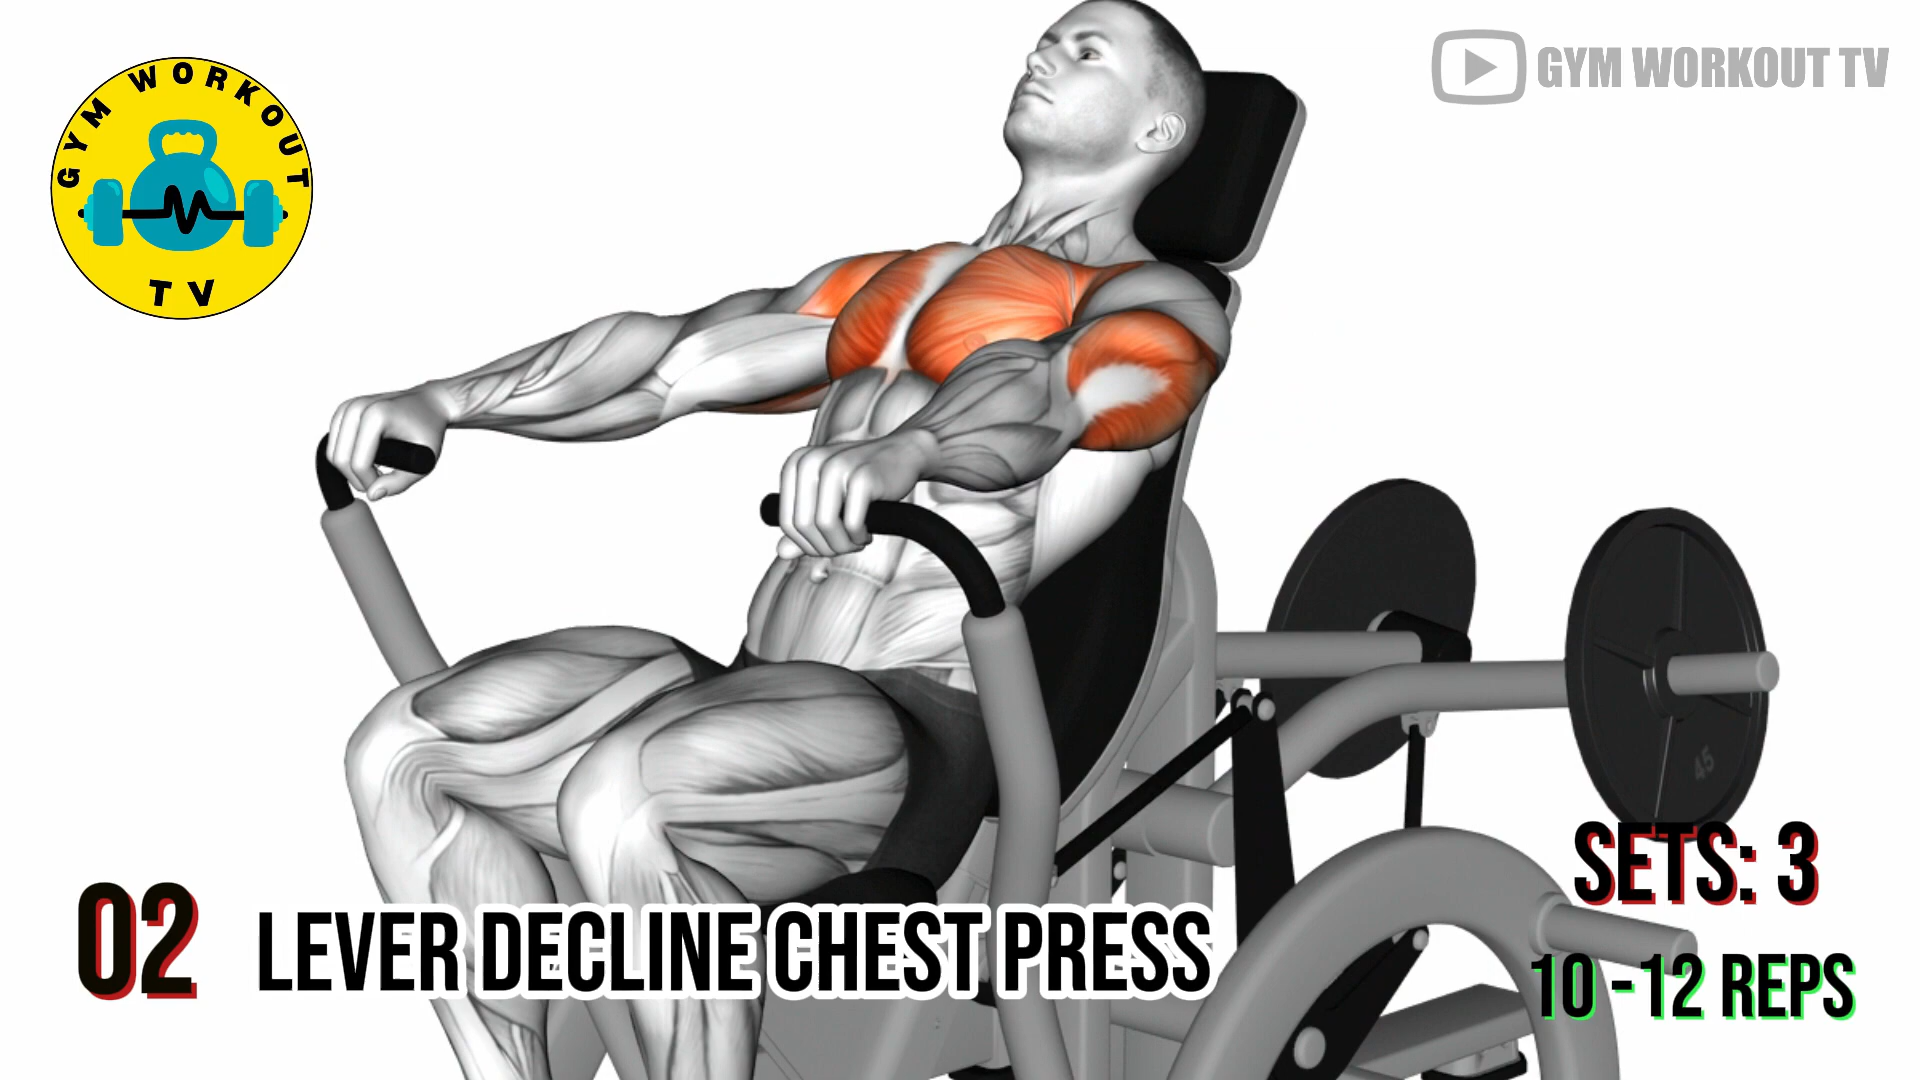 GYM WORKOUT
TV
GYM WORKOUT TV
45
SETS: 3
02 LEVER DECLINE CHEST PRESS
10 -12 REPS